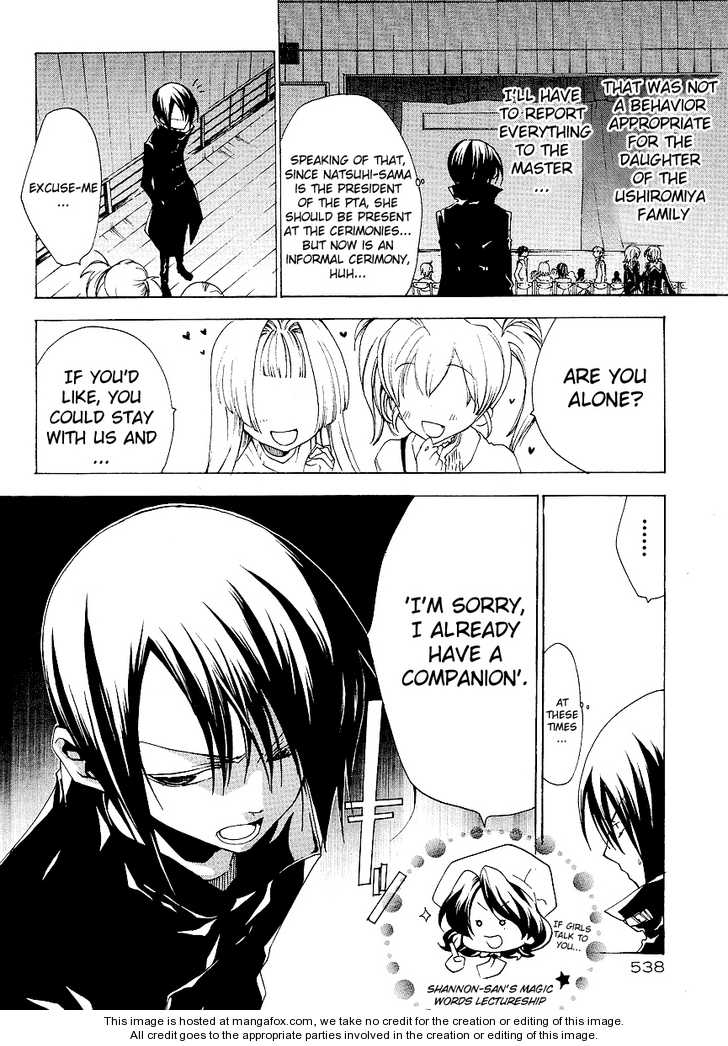 THAT WAS NOT
A BEHAVIOR
APPROPRIATE
FOR THE
DAUGHTER
OF THE
USHIROMIYA
FAMILY
I'LL HAVE
TO REPORT
EVERYTHING
TO THE
MASTER
...
SPEAKING OF THAT,
SINCE NATSUHI-SAMA
IS THE PRESIDENT
OF THE PTA, SHE
SHOULD BE PRESENT
AT THE CERIMONIES...
BUT NOW IS AN
INFORMAL CERIMONY,
HUH...
EXCUSE-ME
...
ARE YOU
ALONE?
IF YOU'D
LIKE, YOU
COULD STAY
WITH US AND
...
......
AT
THESE
TIMES
...
IF GIRLS
TALK TO
YOU...
SHANNON-SAN'S MAGIC
WORDS LECTURESHIP
'I'M SORRY,
I ALREADY
HAVE A
COMPANION'.
538
This image is hosted at mangafox.com, we take no credit for the creation or editing of this image.
All credit goes to the appropriate parties involved in the creation or editing of this image.